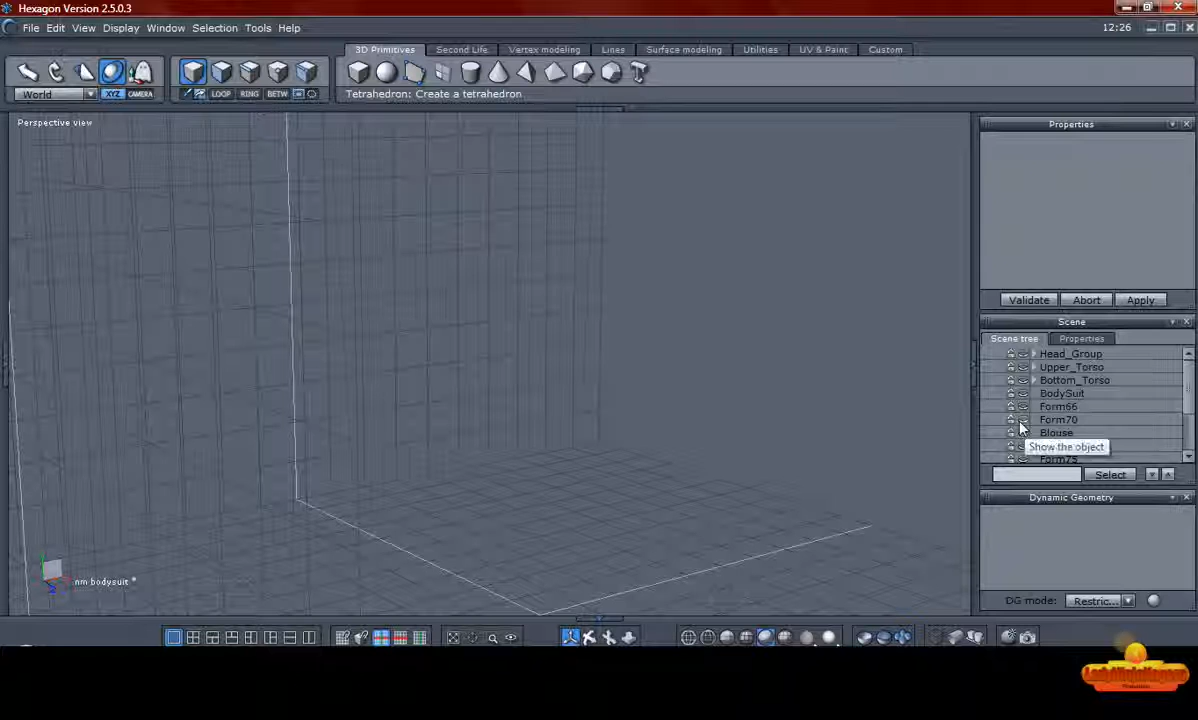 Hexagon Version 2.5.0.3
File Edit View Display Window Selection Tools Help
12:26
3D Primitives Second Life Vertex modeling Lines Surface modeling Utilities UV & Paint Custom
World XYZ CAMERA LOOP RING BETW
Tetrahedron: Create a tetrahedron
Perspective view
Properties
Validate Abort Apply
Scene
Scene tree Properties
Head_Group
Upper_Torso
Bottom_Torso
BodySuit
Form66
Form70
Blouse
Show the object
Form75
Select
Dynamic Geometry
nm bodysuit *
DG mode: Restric...